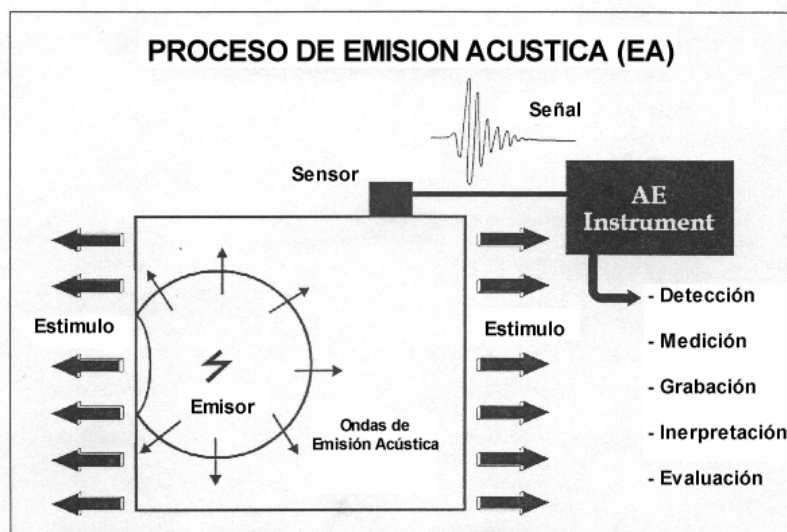 PROCESO DE EMISION ACUSTICA (EA)
Señal
Sensor
AE
Instrument
Estimulo
Emisor
Ondas de
Emisión Acústica
Estimulo
- Detección
- Medición
- Grabación
- Inerpretación
- Evaluación